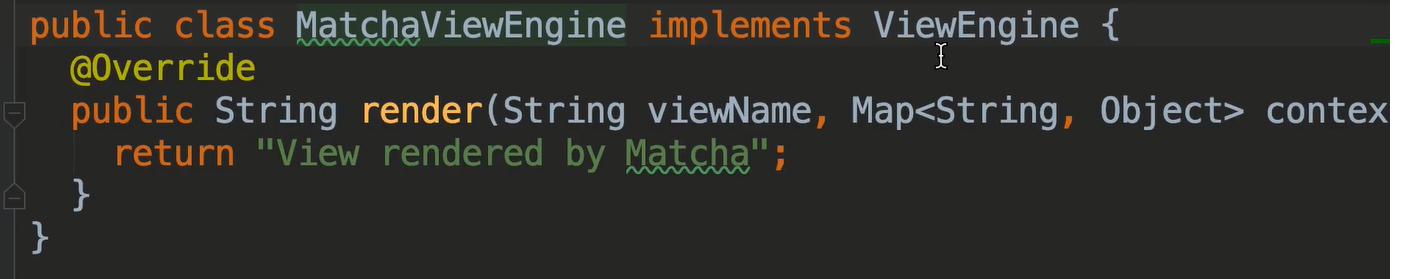 public class MatchaViewEngine implements ViewEngine {
@Override
public String render(String viewName, Map<String, Object> contex
return "View rendered by Matcha";
}
}